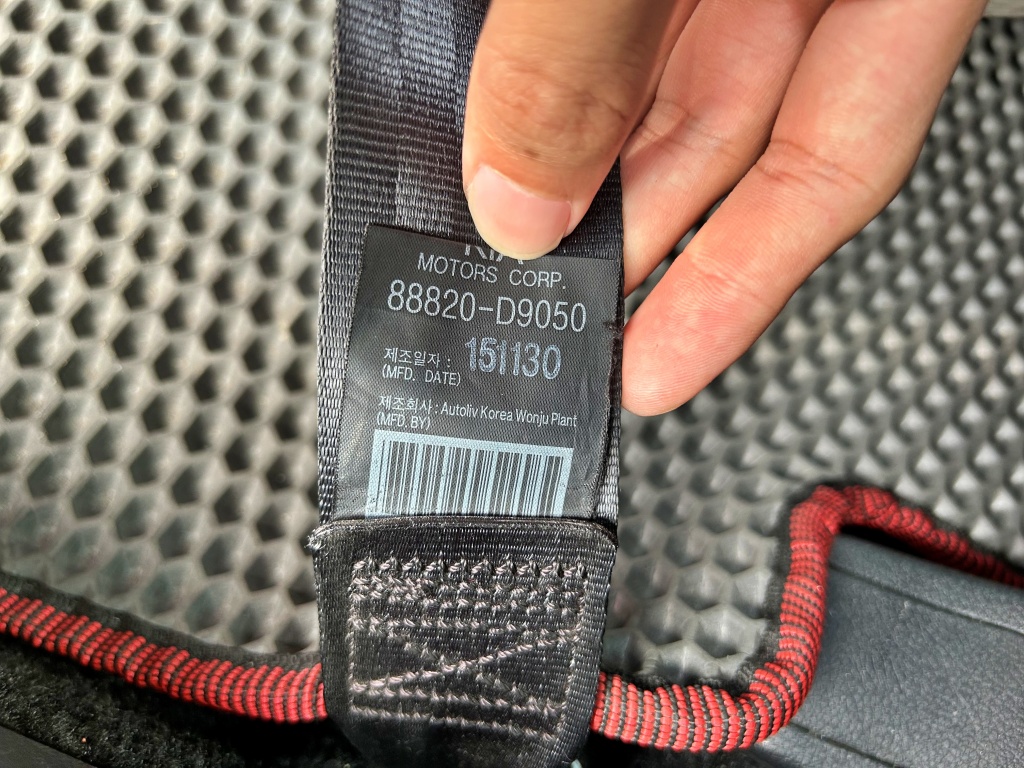 KIA
MOTORS CORP.
88820-D9050
제조일자 : 151130
(MFD. DATE)
제조회사 : Autoliv Korea Wonju Plant
(MFD. BY)